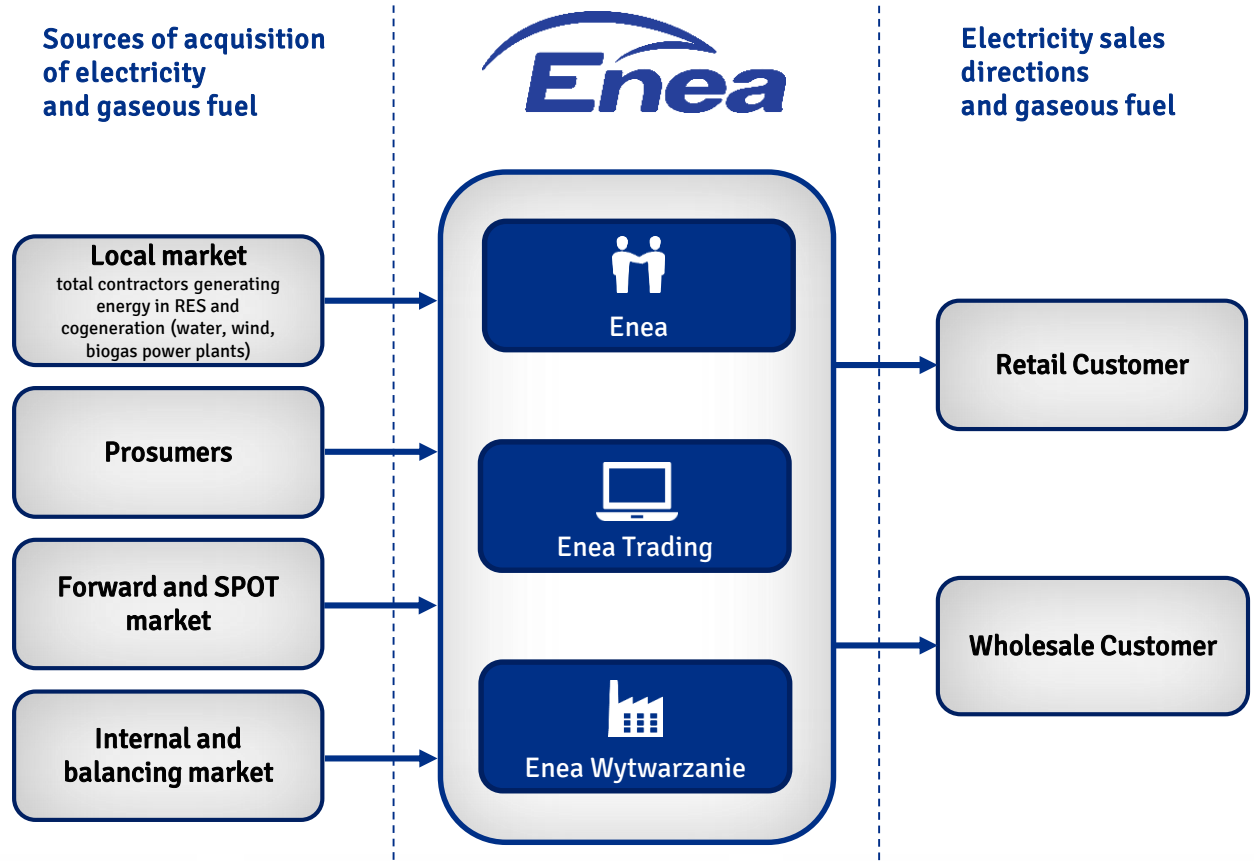 Sources of acquisition
of electricity
and gaseous fuel
Enea
Electricity sales
directions
and gaseous fuel
Local market
total contractors generating
energy in RES and
cogeneration (water, wind,
biogas power plants)
Prosumers
Forward and SPOT
market
Internal and
balancing market
Enea
Enea Trading
Enea Wytwarzanie
Retail Customer
Wholesale Customer